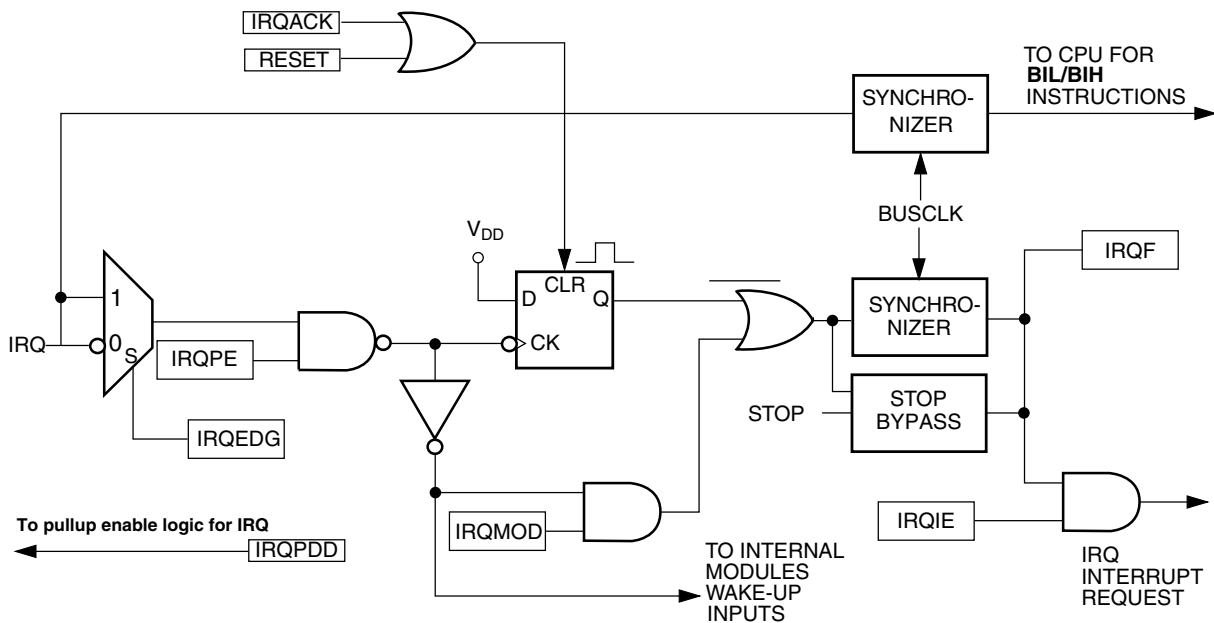 IRQACK
RESET
TO CPU FOR
BIL/BIH
INSTRUCTIONS
SYNCHRO-
NIZER
BUSCLK
VDD
CLR
D
Q
CK
IRQF
SYNCHRO-
NIZER
1
IRQ
0
S
IRQPE
STOP
STOP
BYPASS
IRQEDG
IRQMOD
IRQIE
To pullup enable logic for IRQ
IRQPDD
TO INTERNAL
MODULES
WAKE-UP
INPUTS
IRQ
INTERRUPT
REQUEST